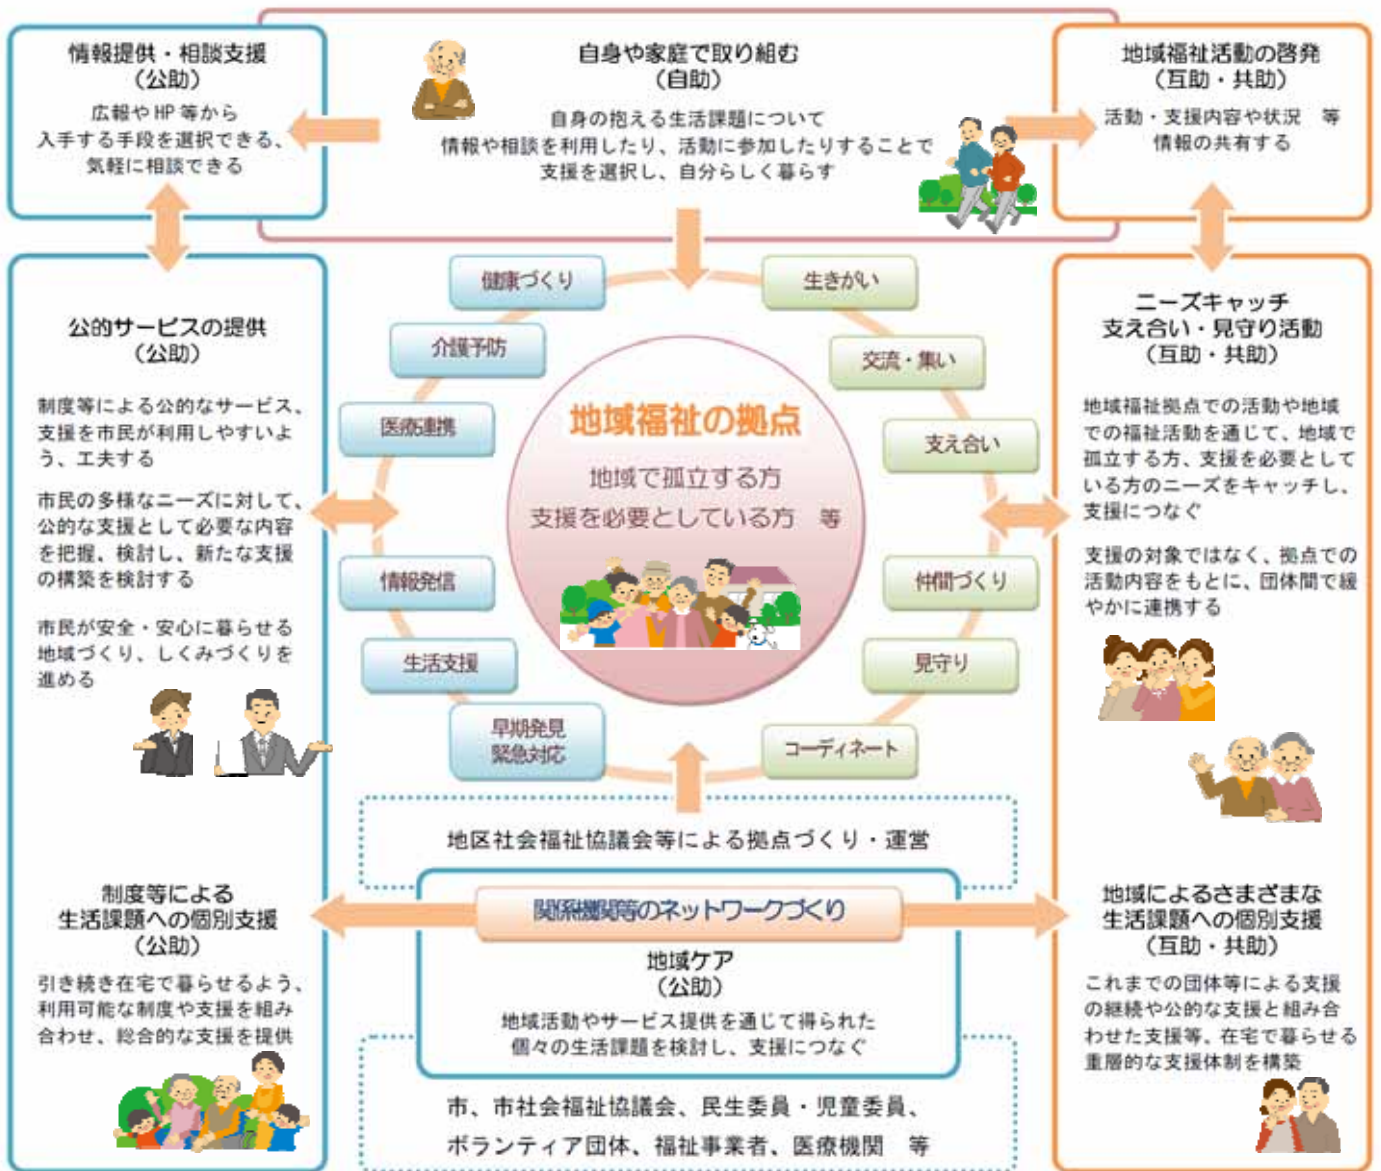 情報提供・相談支援
（公助）
広報や HP 等から
入手する手段を選択できる、
気軽に相談できる
自身や家庭で取り組む
（自助）
自身の抱える生活課題について
情報や相談を利用したり、活動に参加したりすることで
支援を選択し、自分らしく暮らす
地域福祉活動の啓発
（互助・共助）
活動・支援内容や状況　等
情報の共有する
公的サービスの提供
（公助）
制度等による公的なサービス、
支援を市民が利用しやすいよ
う、工夫する
市民の多様なニーズに対して、
公的な支援として必要な内容
を把握、検討し、新たな支援
の構築を検討する
市民が安全・安心に暮らせる
地域づくり、しくみづくりを
進める
制度等による
生活課題への個別支援
（公助）
引き続き在宅で暮らせるよう、
利用可能な制度や支援を組み
合わせ、総合的な支援を提供
健康づくり
介護予防
医療連携
情報発信
生活支援
早期発見
緊急対応
生きがい
交流・集い
支え合い
仲間づくり
見守り
コーディネート
地域福祉の拠点
地域で孤立する方
支援を必要としている方　等
地区社会福祉協議会等による拠点づくり・運営
関係機関等のネットワークづくり
地域ケア
（公助）
地域活動やサービス提供を通じて得られた
個々の生活課題を検討し、支援につなぐ
市、市社会福祉協議会、民生委員・児童委員、
ボランティア団体、福祉事業者、医療機関　等
ニーズキャッチ
支え合い・見守り活動
（互助・共助）
地域福祉拠点での活動や地域
での福祉活動を通じて、地域で
孤立する方、支援を必要として
いる方のニーズをキャッチし、
支援につなぐ
支援の対象ではなく、拠点での
活動内容をもとに、団体間で緩
やかに連携する
地域によるさまざまな
生活課題への個別支援
（互助・共助）
これまでの団体等による支援
の継続や公的な支援と組み合
わせた支援等、在宅で暮らせる
重層的な支援体制を構築